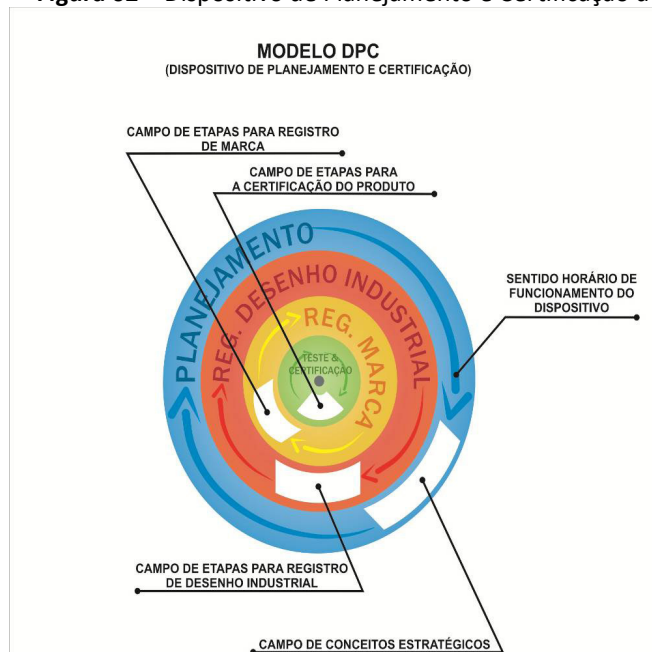 Figura 02 – Dispositivo de Planejamento e Certificação d
MODELO DPC
(DISPOSITIVO DE PLANEJAMENTO E CERTIFICAÇÃO)
CAMPO DE ETAPAS PARA REGISTRO
DE MARCA
CAMPO DE ETAPAS PARA
A CERTIFICAÇÃO DO PRODUTO
PLANEJAMENTO
REG. DESENHO INDUSTRIAL
REG. MARCA
TESTE &
CERTIFICAÇÃO
SENTIDO HORÁRIO DE
FUNCIONAMENTO DO
DISPOSITIVO
CAMPO DE ETAPAS PARA REGISTRO
DE DESENHO INDUSTRIAL
CAMPO DE CONCEITOS ESTRATÉGICOS